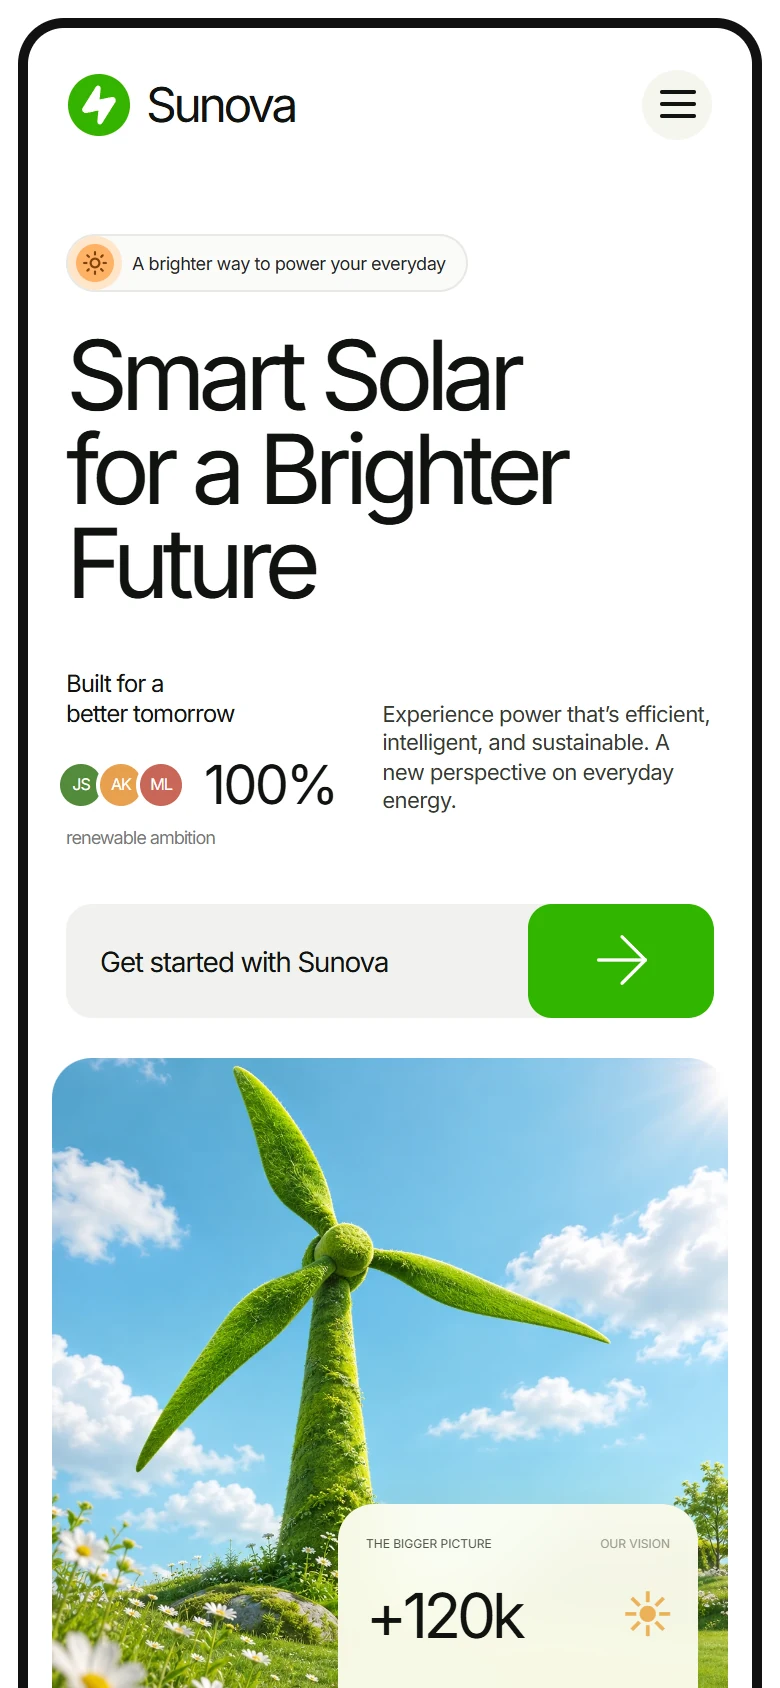 Sunova
A brighter way to power your everyday
Smart Solar
for a Brighter
Future
Built for a
better tomorrow
JS AK ML 100%
renewable ambition
Experience power that’s efficient,
intelligent, and sustainable. A
new perspective on everyday
energy.
Get started with Sunova
THE BIGGER PICTURE
OUR VISION
+120k